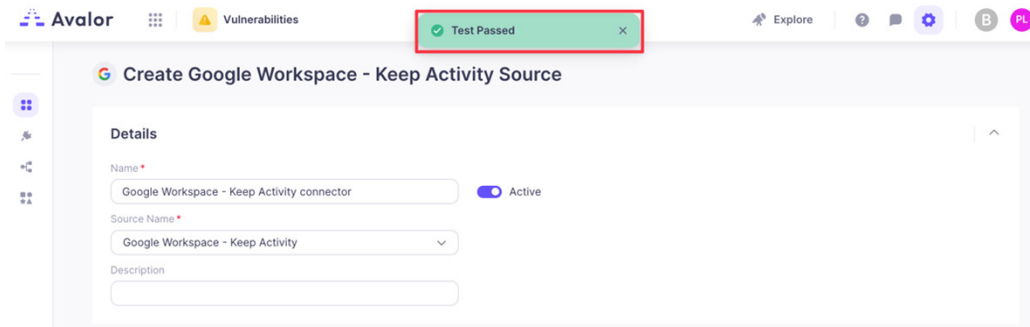 Avalor
Vulnerabilities
Test Passed
Explore
B
PL
Create Google Workspace - Keep Activity Source
Details
Name*
Google Workspace - Keep Activity connector
Active
Source Name*
Google Workspace - Keep Activity
Description